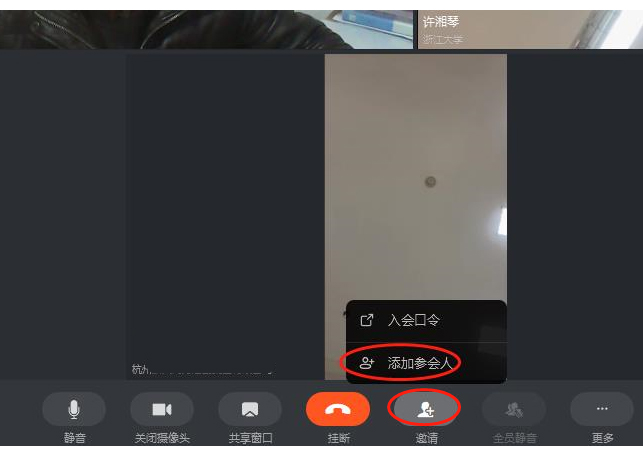 许湘琴
浙江大学
入会口令
添加参会人
静音
关闭摄像头
共享窗口
挂断
邀请
全员静音
更多